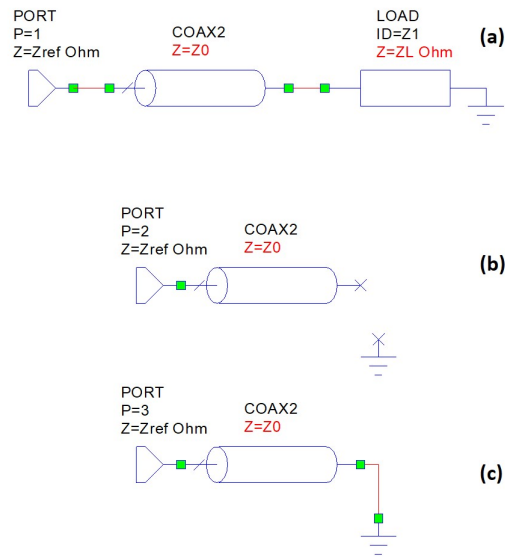 PORT
P=1
Z=Zref Ohm
COAX2
Z=Z0
LOAD
ID=Z1
Z=ZL Ohm
(a)
PORT
P=2
Z=Zref Ohm
COAX2
Z=Z0
(b)
PORT
P=3
Z=Zref Ohm
COAX2
Z=Z0
(c)